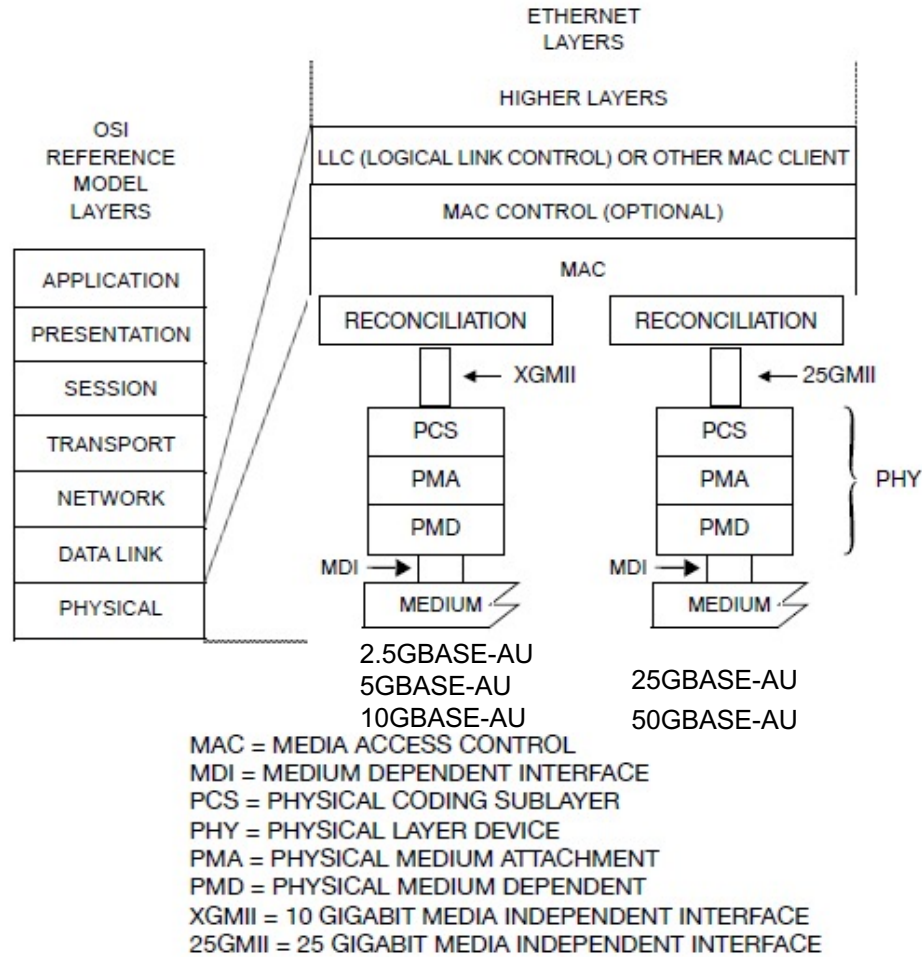 ETHERNET
LAYERS
HIGHER LAYERS
OSI
REFERENCE
MODEL
LAYERS
LLC (LOGICAL LINK CONTROL) OR OTHER MAC CLIENT
MAC CONTROL (OPTIONAL)
MAC
APPLICATION
PRESENTATION
SESSION
TRANSPORT
NETWORK
DATA LINK
PHYSICAL
RECONCILIATION
XGMII
PCS
PMA
PMD
MDI
MEDIUM
2.5GBASE-AU
5GBASE-AU
10GBASE-AU
RECONCILIATION
25GMII
PCS
PMA
PMD
PHY
MDI
MEDIUM
25GBASE-AU
50GBASE-AU
MAC = MEDIA ACCESS CONTROL
MDI = MEDIUM DEPENDENT INTERFACE
PCS = PHYSICAL CODING SUBLAYER
PHY = PHYSICAL LAYER DEVICE
PMA = PHYSICAL MEDIUM ATTACHMENT
PMD = PHYSICAL MEDIUM DEPENDENT
XGMII = 10 GIGABIT MEDIA INDEPENDENT INTERFACE
25GMII = 25 GIGABIT MEDIA INDEPENDENT INTERFACE